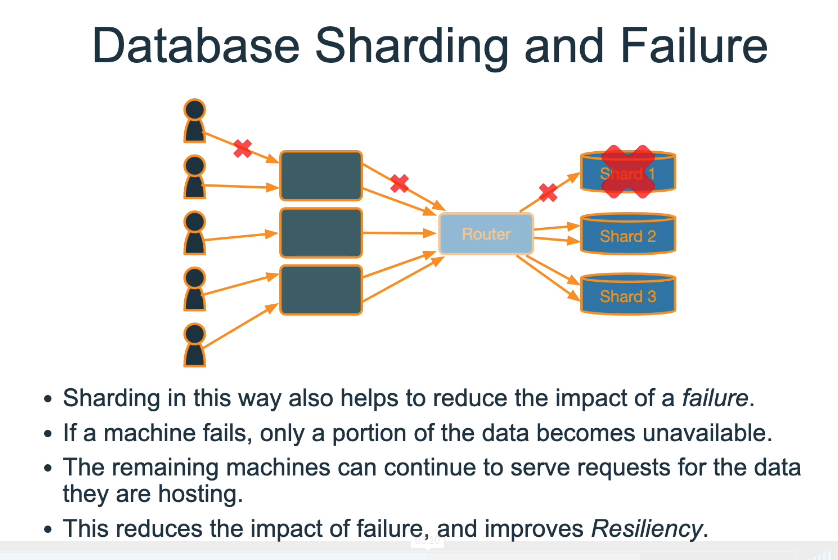 Database Sharding and Failure
Shard 1
Router
Shard 2
Shard 3
• Sharding in this way also helps to reduce the impact of a failure.
• If a machine fails, only a portion of the data becomes unavailable.
• The remaining machines can continue to serve requests for the data
they are hosting.
• This reduces the impact of failure, and improves Resiliency.